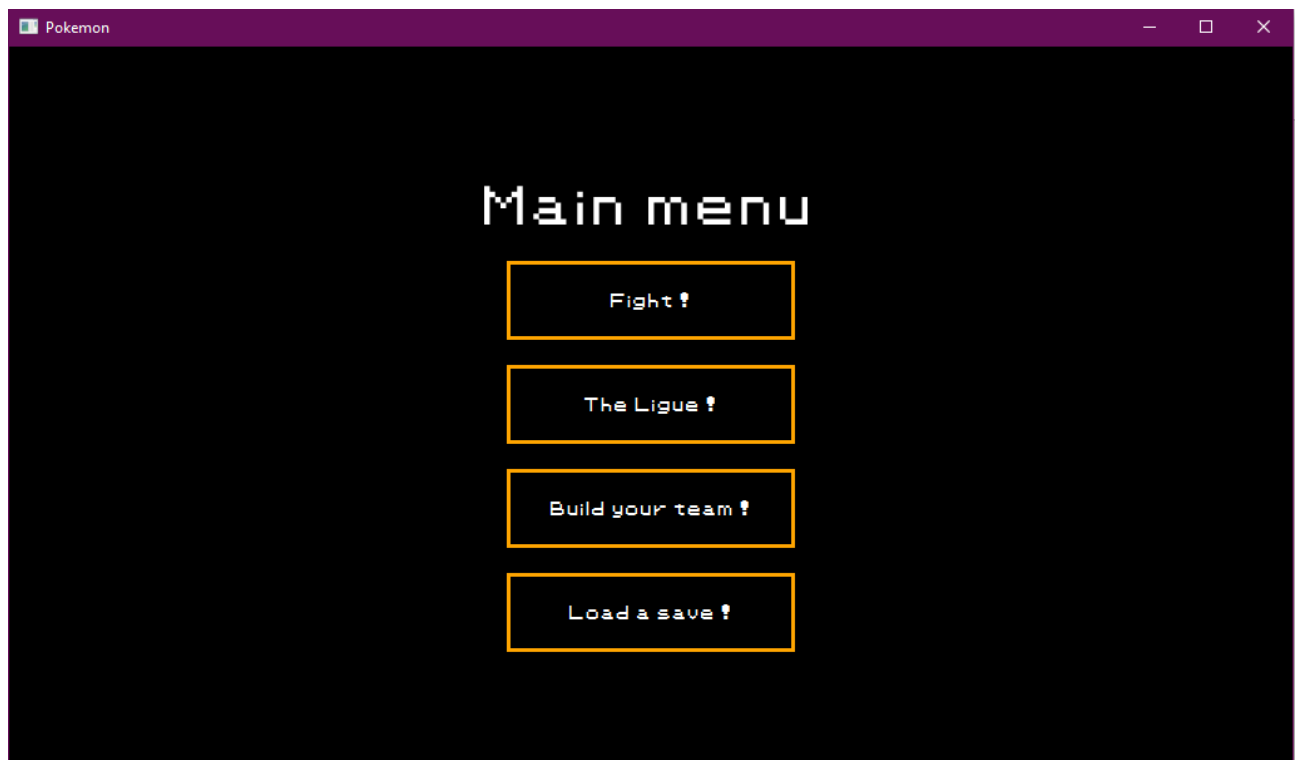 Pokemon
Main menu
Fight !
The Ligue !
Build your team !
Load a save !